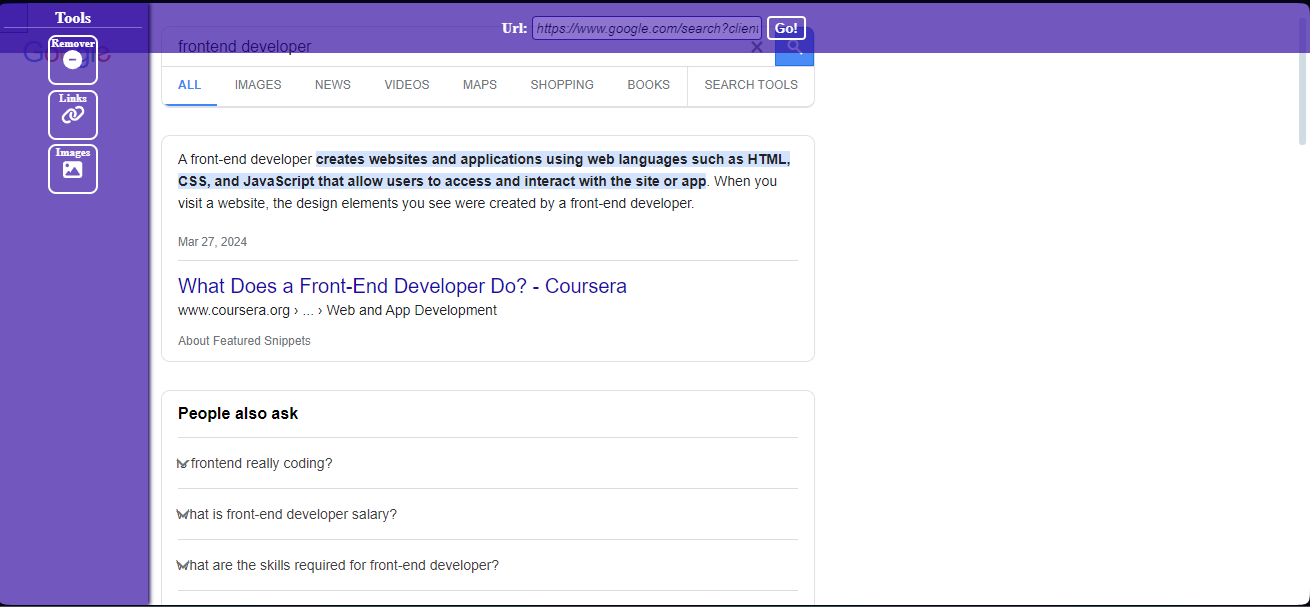 Tools
Url: https://www.google.com/search?client Go!
Remover
Google
frontend developer
Links
Images
ALL IMAGES NEWS VIDEOS MAPS SHOPPING BOOKS SEARCH TOOLS
A front-end developer creates websites and applications using web languages such as HTML,
CSS, and JavaScript that allow users to access and interact with the site or app. When you
visit a website, the design elements you see were created by a front-end developer.
Mar 27, 2024
What Does a Front-End Developer Do? - Coursera
www.coursera.org › ... › Web and App Development
About Featured Snippets
People also ask
Is frontend really coding?
What is front-end developer salary?
What are the skills required for front-end developer?